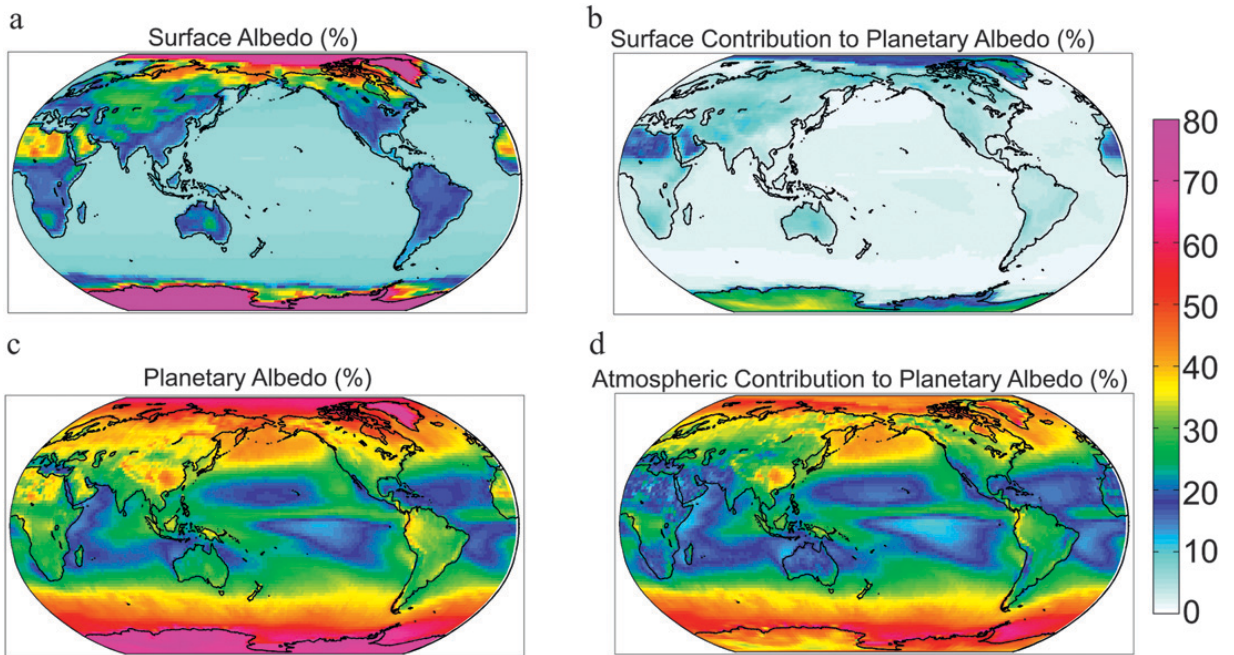 a
Surface Albedo (%)
b
Surface Contribution to Planetary Albedo (%)
c
Planetary Albedo (%)
d
Atmospheric Contribution to Planetary Albedo (%)
80
70
60
50
40
30
20
10
0